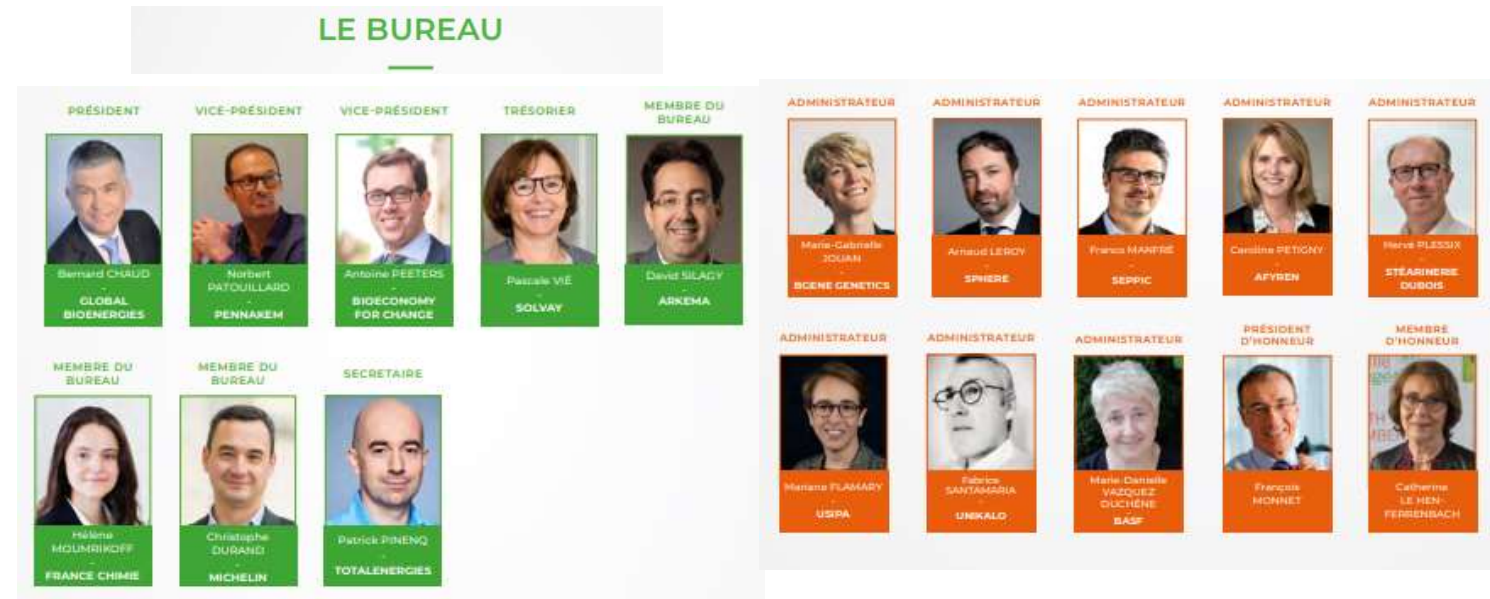 LE BUREAU
PRÉSIDENT
Bernard CHAUD
-
GLOBAL
BIOENERGIES
VICE-PRÉSIDENT
Norbert
PATOUILLARD
-
PENNAKEM
VICE-PRÉSIDENT
Antoine PEETERS
-
BIOECONOMY
FOR CHANGE
TRÉSORIER
Pascale VIÉ
-
SOLVAY
MEMBRE DU
BUREAU
David SILAGY
-
ARKEMA
MEMBRE DU
BUREAU
Hélène
MOUMRIKOFF
-
FRANCE CHIMIE
MEMBRE DU
BUREAU
Christophe
DURAND
-
MICHELIN
SECRETAIRE
Patrick PINENQ
-
TOTALENERGIES
ADMINISTRATEUR
Marie-Gabrielle
JOUAN
-
BGENE GENETICS
ADMINISTRATEUR
Arnaud LEROY
-
SPHERE
ADMINISTRATEUR
Franco MANFRÉ
-
SEPPIC
ADMINISTRATEUR
Caroline PETIGNY
-
AFYREN
ADMINISTRATEUR
Hervé PLESSIX
-
STÉARINERIE
DUBOIS
ADMINISTRATEUR
Mariane FLAMARY
-
USIPA
ADMINISTRATEUR
Fabrice
SANTAMARIA
-
UNIKALO
ADMINISTRATEUR
Marie-Danielle
VAZQUEZ
DUCHÊNE
-
BASF
PRÉSIDENT
D'HONNEUR
François
MONNET
MEMBRE
D'HONNEUR
Catherine
LE HEN-
FERRENBACH